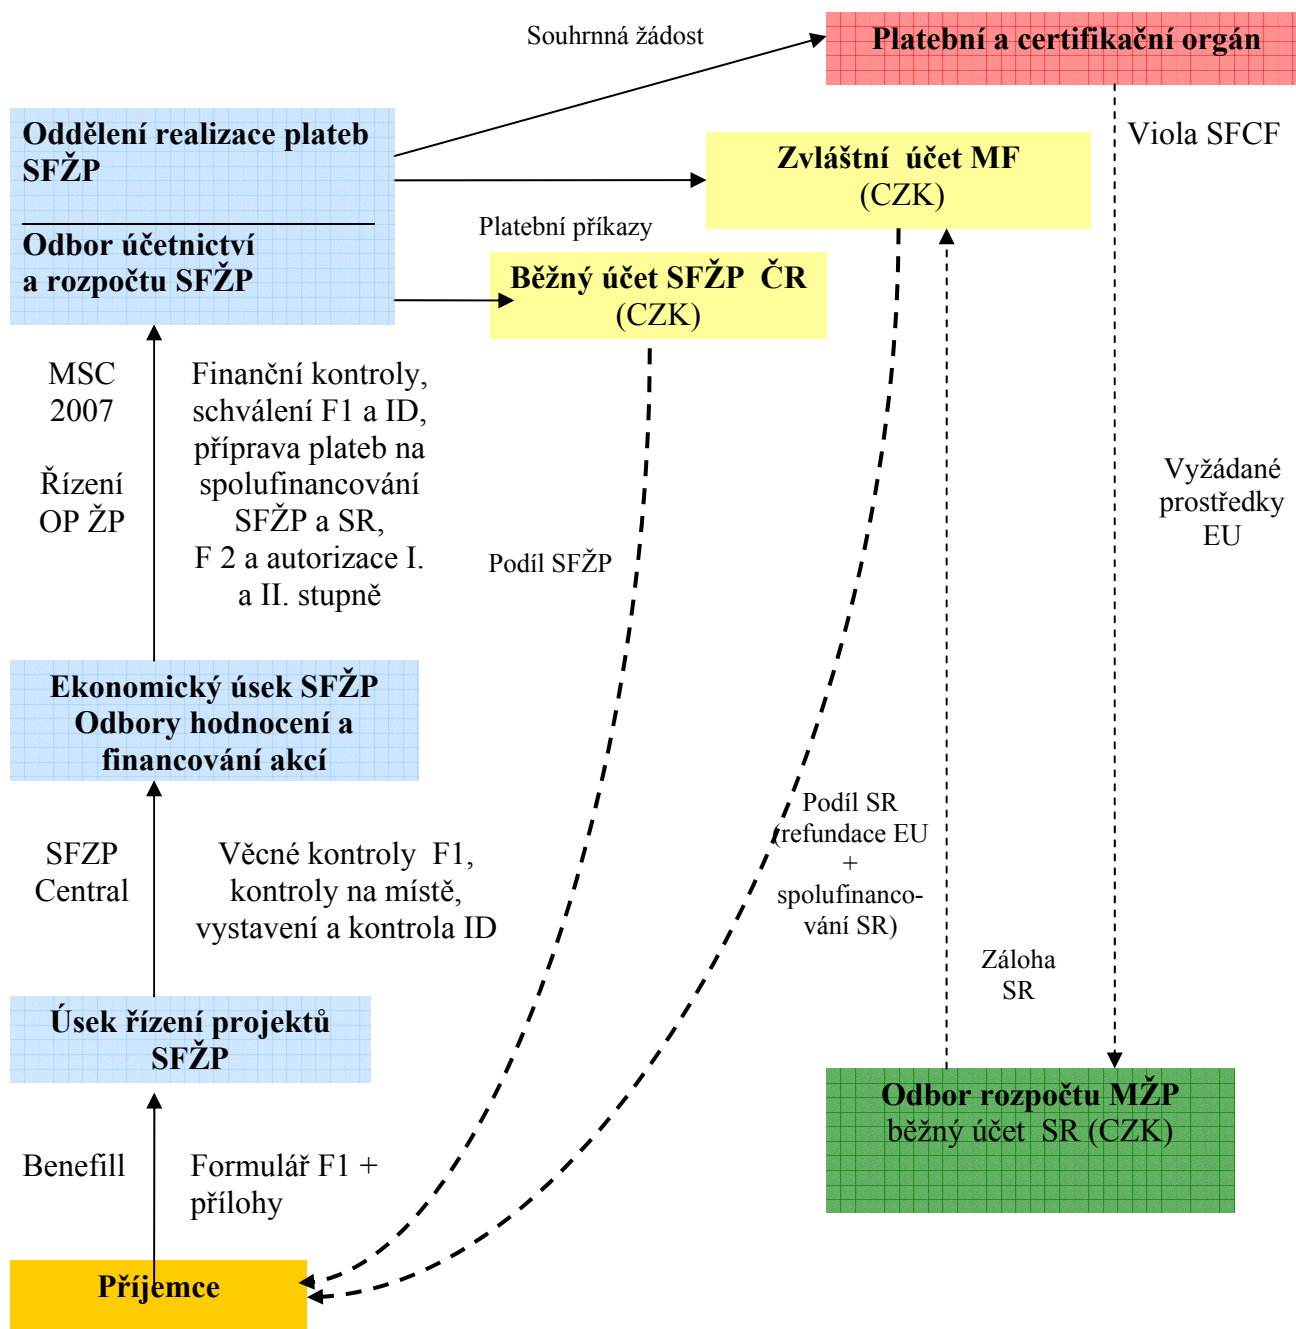 Souhrnná žádost
Platební a certifikační orgán
Oddělení realizace plateb
SFŽP
Odbor účetnictví
a rozpočtu SFŽP
Viola SFCF
Zvláštní účet MF
(CZK)
Platební příkazy
Běžný účet SFŽP ČR
(CZK)
MSC
2007
Řízení
OP ŽP
Finanční kontroly,
schválení F1 a ID,
příprava plateb na
spolufinancování
SFŽP a SR,
F 2 a autorizace I.
a II. stupně
Podíl SFŽP
Vyžádané
prostředky
EU
Ekonomický úsek SFŽP
Odbory hodnocení a
financování akcí
SFZP
Central
Věcné kontroly F1,
kontroly na místě,
vystavení a kontrola ID
Podíl SR
(refundace EU
+
spolufinanco-
vání SR)
Záloha
SR
Úsek řízení projektů
SFŽP
Odbor rozpočtu MŽP
běžný účet SR (CZK)
Benefill
Formulář F1 +
přílohy
Příjemce